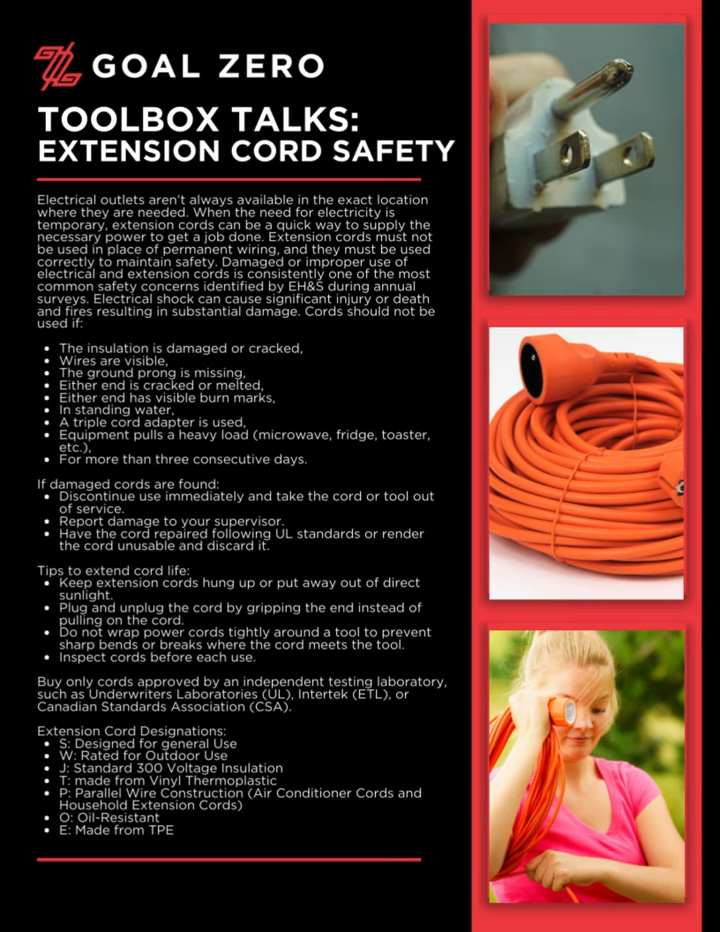 GOAL ZERO
TOOLBOX TALKS:
EXTENSION CORD SAFETY
Electrical outlets aren't always available in the exact location
where they are needed. When the need for electricity is
temporary, extension cords can be a quick way to supply the
necessary power to get a job done. Extension cords must not
be used in place of permanent wiring, and they must be used
correctly to maintain safety. Damaged or improper use of
electrical and extension cords is consistently one of the most
common safety concerns identified by EH&S during annual
surveys. Electrical shock can cause significant injury or death
and fires resulting in substantial damage. Cords should not be
used if:
• The insulation is damaged or cracked,
• Wires are visible,
• The ground prong is missing,
• Either end is cracked or melted,
• Either end has visible burn marks,
• In standing water,
• A triple cord adapter is used,
• Equipment pulls a heavy load (microwave, fridge, toaster,
etc.),
• For more than three consecutive days.
If damaged cords are found:
• Discontinue use immediately and take the cord or tool out
of service.
• Report damage to your supervisor.
• Have the cord repaired following UL standards or render
the cord unusable and discard it.
Tips to extend cord life:
• Keep extension cords hung up or put away out of direct
sunlight.
• Plug and unplug the cord by gripping the end instead of
pulling on the cord.
• Do not wrap power cords tightly around a tool to prevent
sharp bends or breaks where the cord meets the tool.
• Inspect cords before each use.
Buy only cords approved by an independent testing laboratory,
such as Underwriters Laboratories (UL), Intertek (ETL), or
Canadian Standards Association (CSA).
Extension Cord Designations:
• S: Designed for general Use
• W: Rated for Outdoor Use
• J: Standard 300 Voltage Insulation
• T: made from Vinyl Thermoplastic
• P: Parallel Wire Construction (Air Conditioner Cords and
Household Extension Cords)
• O: Oil-Resistant
• E: Made from TPE